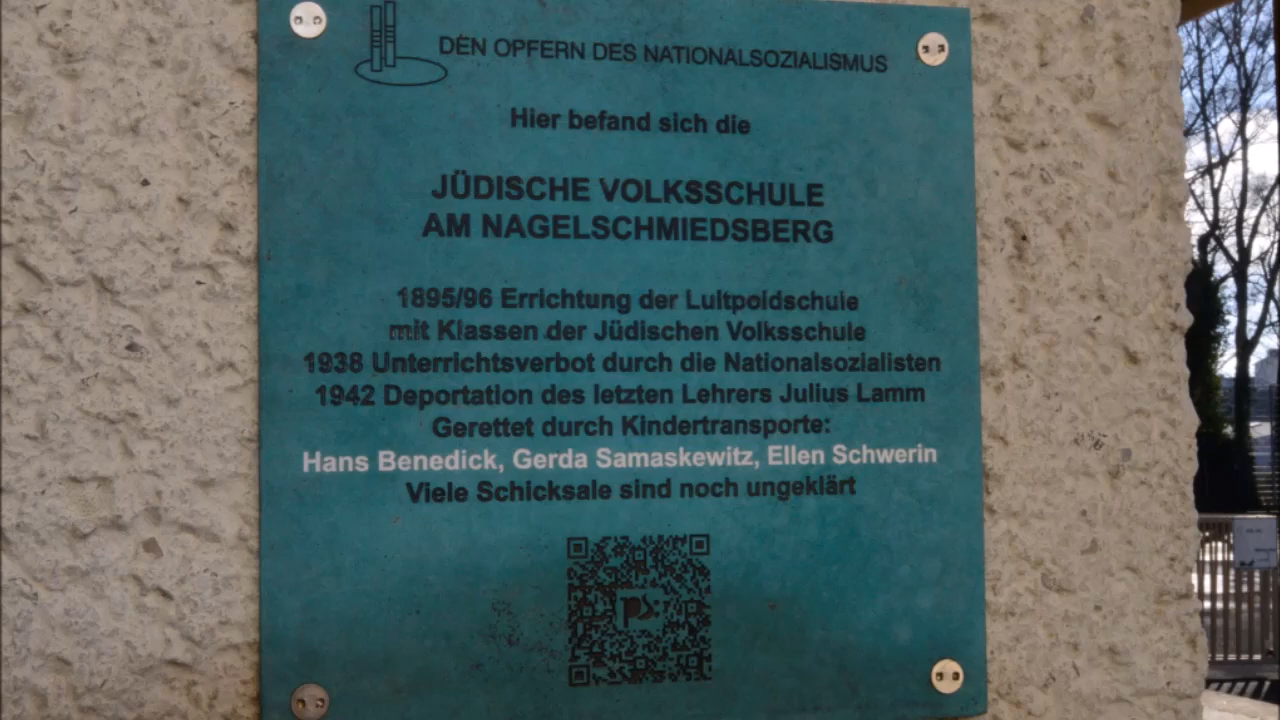 DEN OPFERN DES NATIONALSOZIALISMUS
Hier befand sich die
JÜDISCHE VOLKSSCHULE
AM NAGELSCHMIEDSBERG
1895/96 Errichtung der Luitpoldschule
mit Klassen der Jüdischen Volksschule
1938 Unterrichtsverbot durch die Nationalsozialisten
1942 Deportation des letzten Lehrers Julius Lamm
Gerettet durch Kindertransporte:
Hans Benedick, Gerda Samaskewitz, Ellen Schwerin
Viele Schicksale sind noch ungeklärt